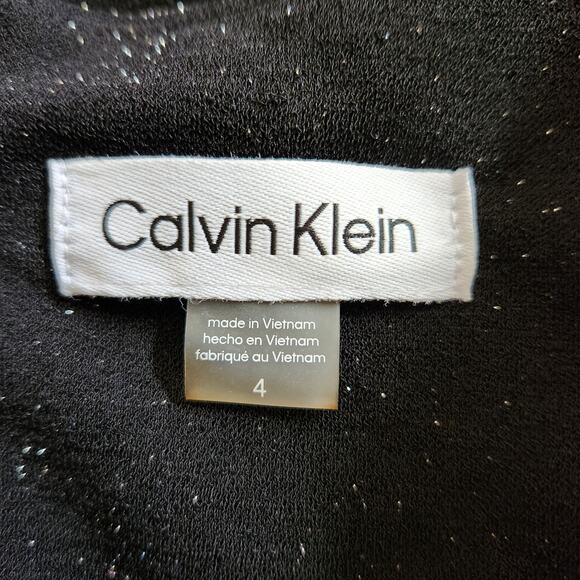 Calvin Klein
made in Vietnam
hecho en Vietnam
fabriqué au Vietnam
4